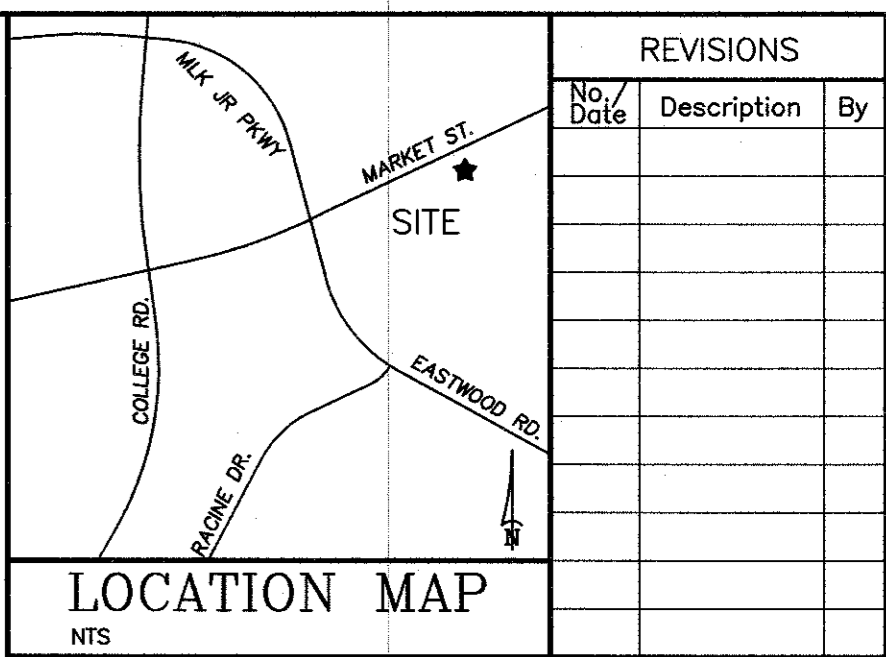 MLK JR PKWY
MARKET ST.
SITE
COLLEGE RD.
EASTWOOD RD.
RACINE DR.
N
LOCATION MAP
NTS
REVISIONS
No./
Date
Description
By